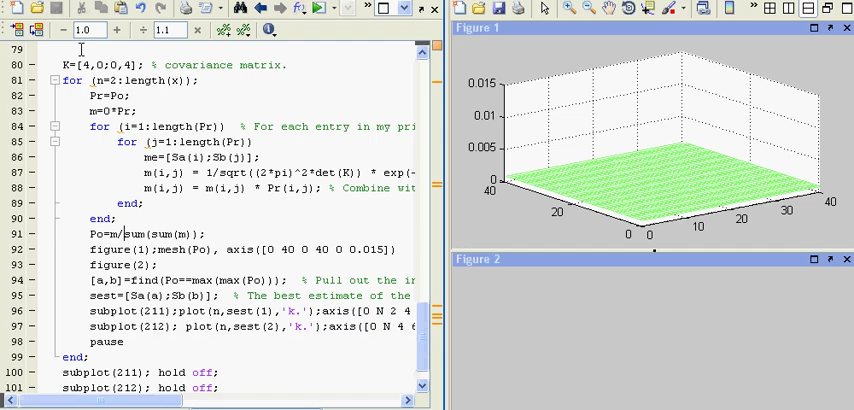 1.0
1.1
79
80 K=[4,0;0,4]; % covariance matrix.
81 for (n=2:length(x));
82 Pr=Po;
83 m=0*Pr;
84 for (i=1:length(Pr)) % For each entry in my pri
85 for (j=1:length(Pr))
86 me=[Sa(i);Sb(j)];
87 m(i,j) = 1/sqrt((2*pi)^2*det(K)) * exp(-
88 m(i,j) = m(i,j) * Pr(i,j); % Combine wit
89 end;
90 end;
91 Po=m/sum(sum(m));
92 figure(1);mesh(Po), axis([0 40 0 40 0 0.015])
93 figure(2);
94 [a,b]=find(Po==max(max(Po))); % Pull out the in
95 sest=[Sa(a);Sb(b)]; % The best estimate of the
96 subplot(211);plot(n,sest(1),'k.');axis([0 N 2 4
97 subplot(212); plot(n,sest(2),'k.');axis([0 N 4 6
98 pause
99 end;
100 subplot(211); hold off;
101 subplot(212); hold off;
Figure 1
0.015
0.01
0.005
0
40
20
0
0
10
20
30
40
Figure 2